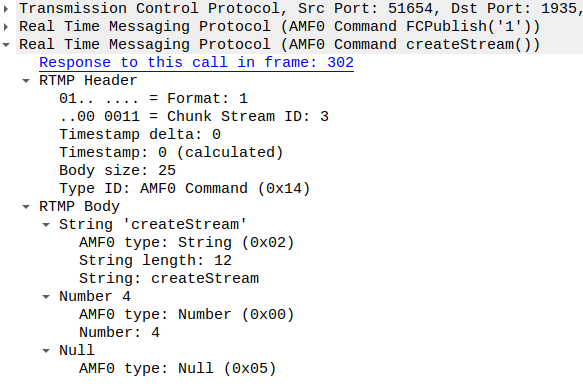 Transmission Control Protocol, Src Port: 51654, Dst Port: 1935,
Real Time Messaging Protocol (AMF0 Command FCPublish('1'))
Real Time Messaging Protocol (AMF0 Command createStream())
Response to this call in frame: 302
RTMP Header
01.. .... = Format: 1
..00 0011 = Chunk Stream ID: 3
Timestamp delta: 0
Timestamp: 0 (calculated)
Body size: 25
Type ID: AMF0 Command (0x14)
RTMP Body
String 'createStream'
AMF0 type: String (0x02)
String length: 12
String: createStream
Number 4
AMF0 type: Number (0x00)
Number: 4
Null
AMF0 type: Null (0x05)